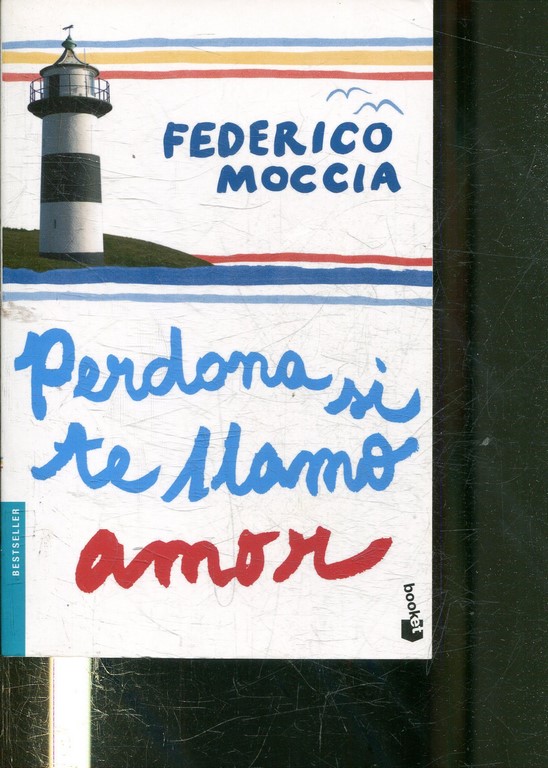 FEDERICO
MOCCIA
Perdona si
te llamo
amor
BESTSELLER
booket